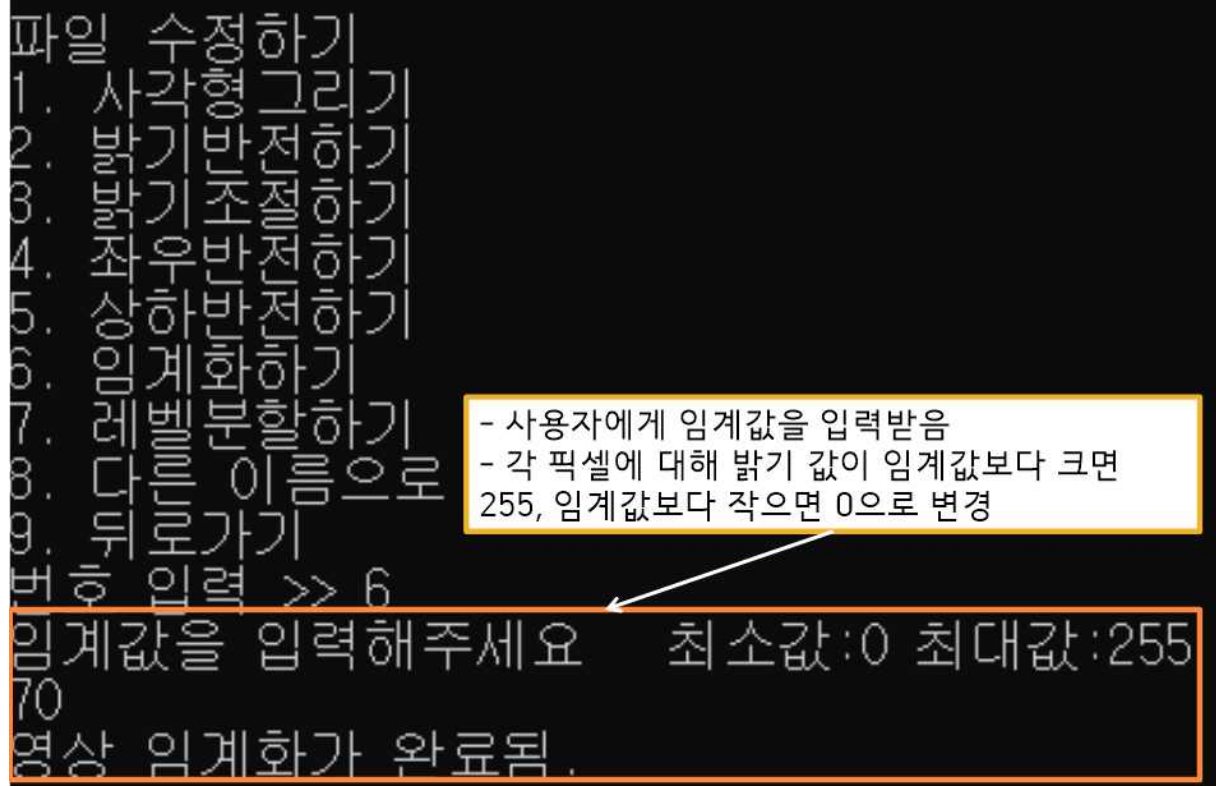 파일 수정하기
1. 사각형그리기
2. 밝기반전하기
3. 밝기조절하기
4. 좌우반전하기
5. 상하반전하기
6. 임계화하기
7. 레벨분할하기
8. 다른 이름으로
9. 뒤로가기
번호 입력 >> 6
- 사용자에게 임계값을 입력받음
- 각 픽셀에 대해 밝기 값이 임계값보다 크면
255, 임계값보다 작으면 0으로 변경
임계값을 입력해주세요 최소값:0 최대값:255
70
영상 임계화가 완료됨.